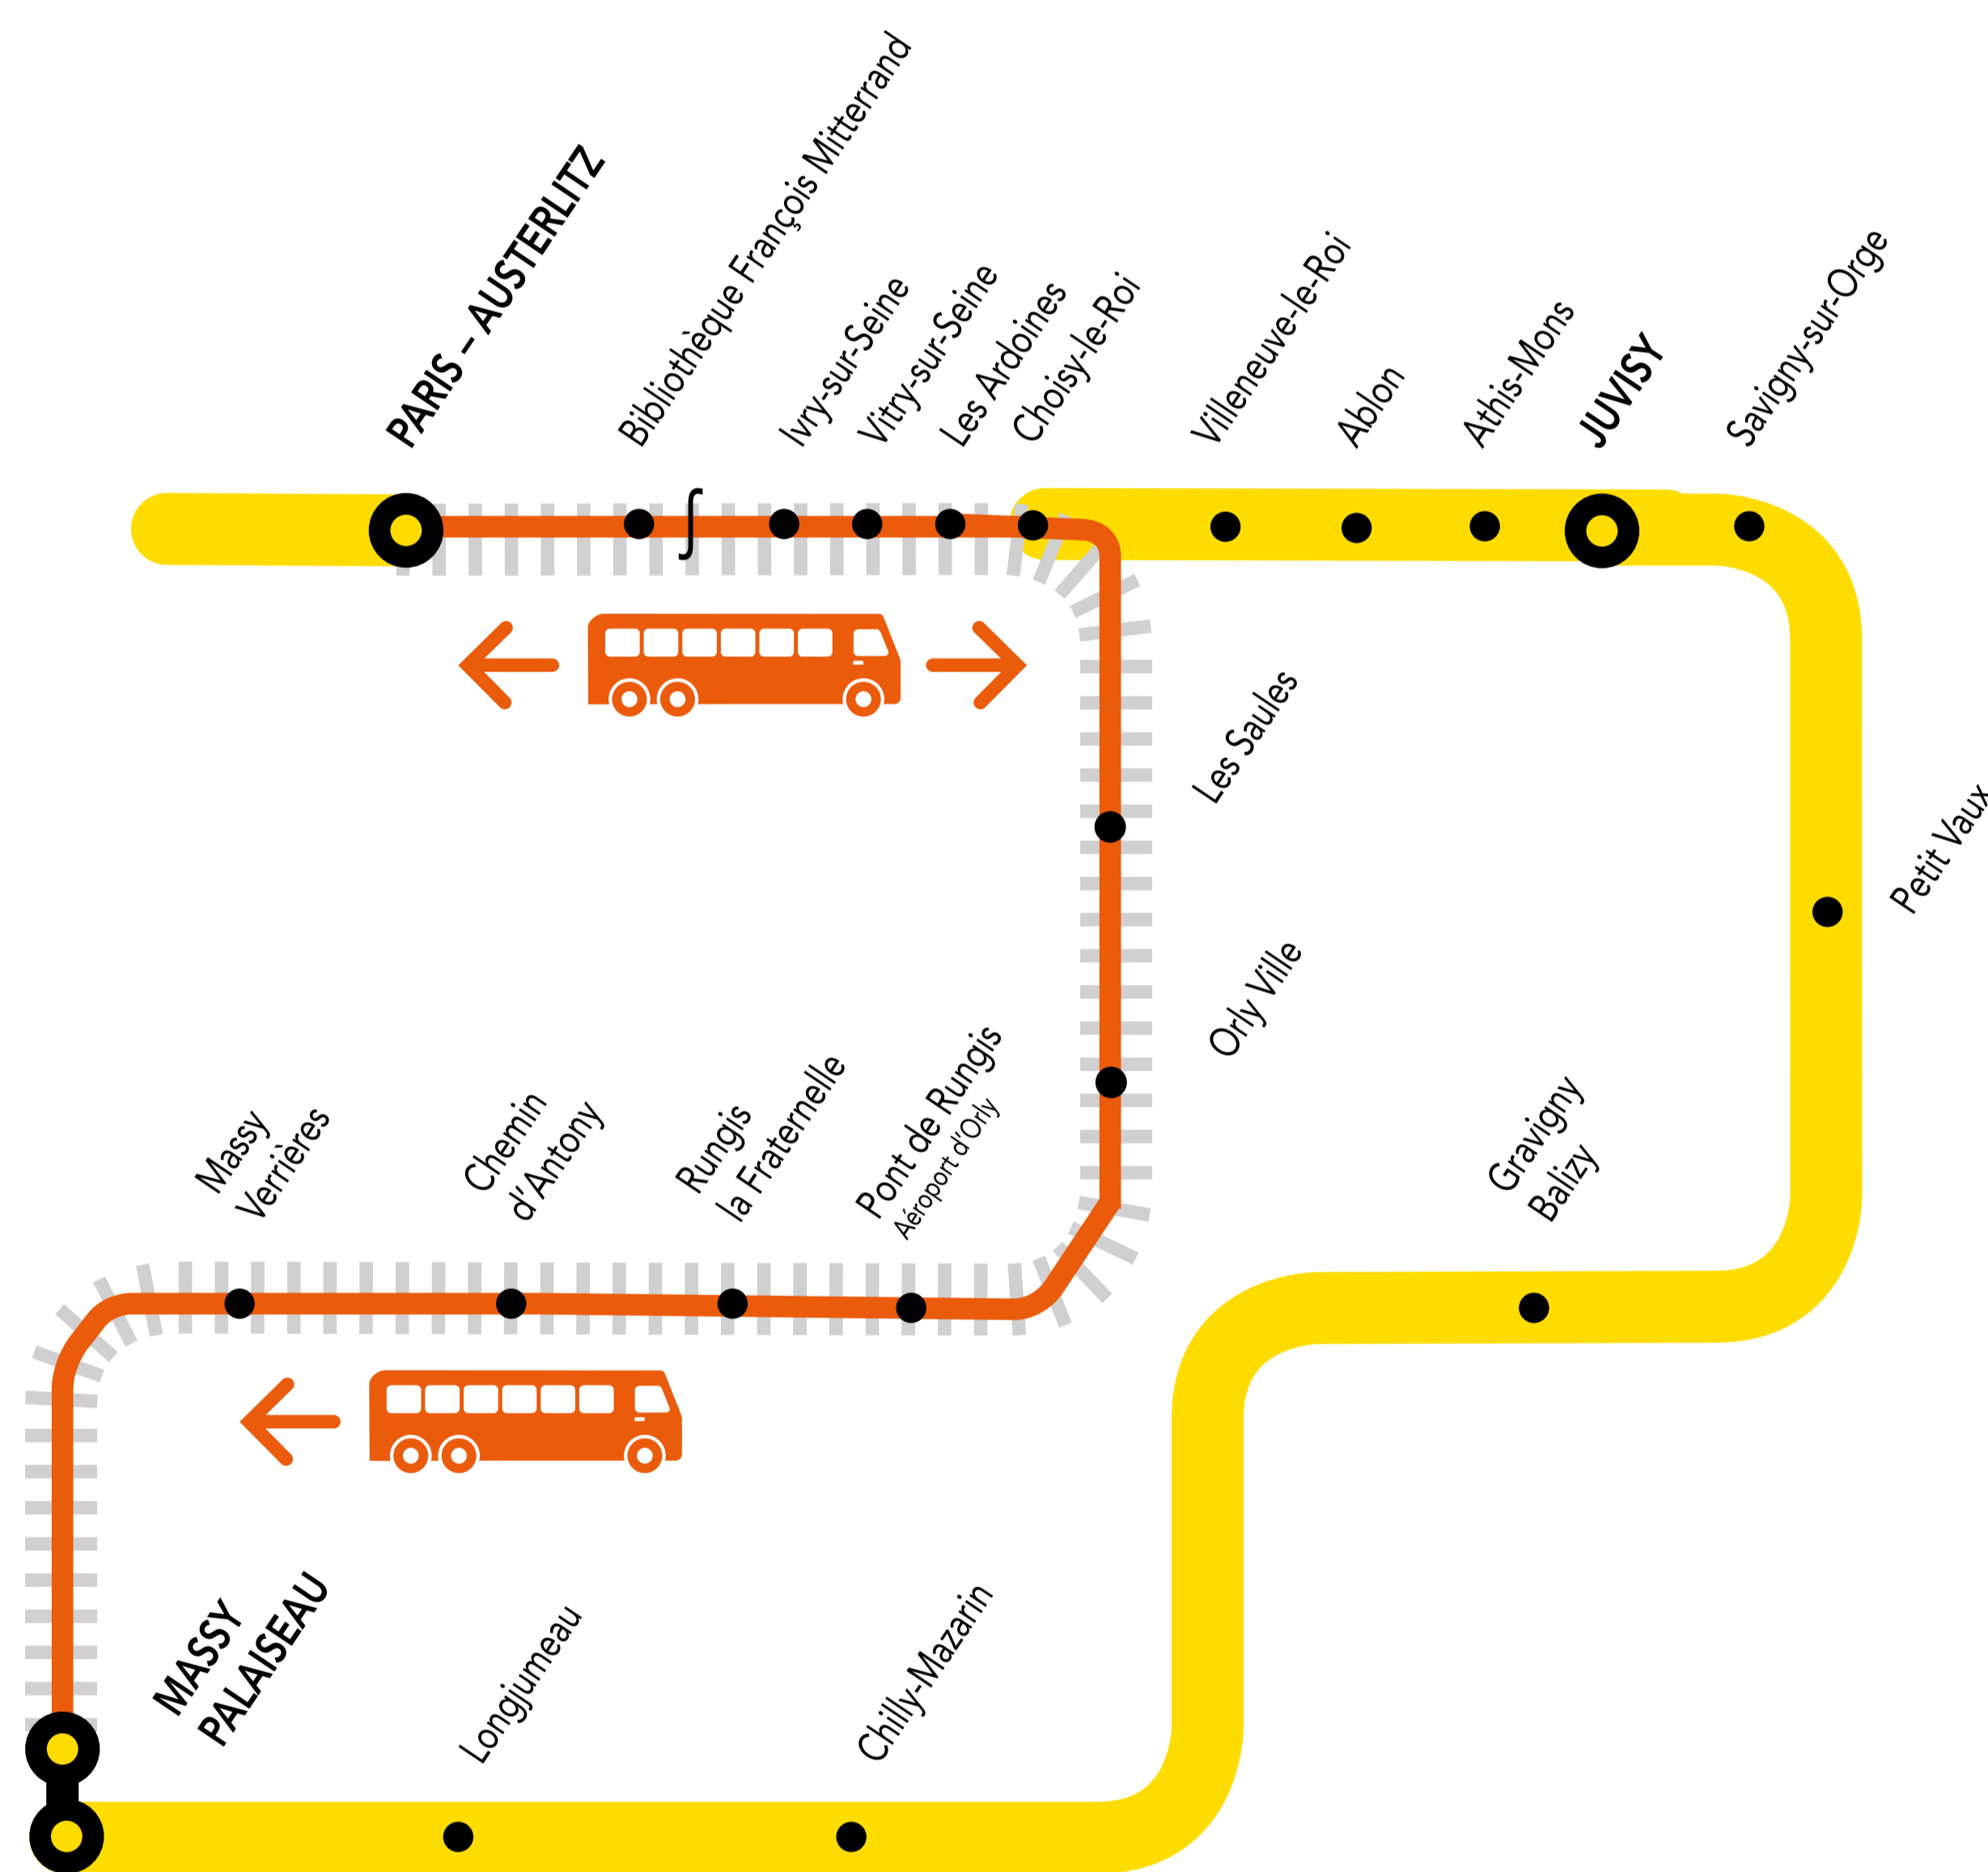 PARIS – AUSTERLITZ
Bibliothèque François Mitterrand
Ivry-sur-Seine
Vitry-sur-Seine
Les Ardoines
Choisy-le-Roi
Villeneuve-le-Roi
Ablon
Athis-Mons
JUVISY
Savigny-sur-Orge
Les Saules
Petit Vaux
Orly Ville
Massy
Verrières
Chemin
d'Antony
Rungis
la Fraternelle
Pont de Rungis
Aéroport d'Orly
Gravigny
Balizy
MASSY
PALAISEAU
Longjumeau
Chilly-Mazarin